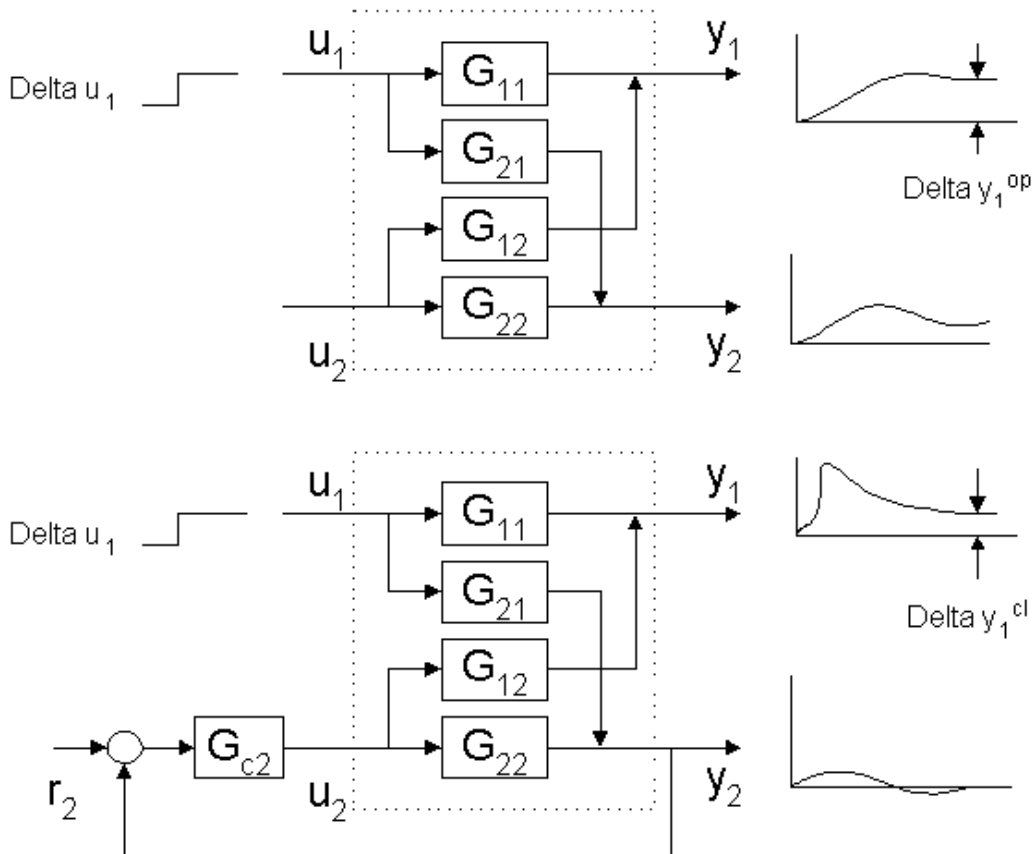 u₁
y₁
Delta u₁
G₁₁
G₂₁
Delta y₁ᵒᵖ
G₁₂
G₂₂
u₂
y₂
u₁
y₁
Delta u₁
G₁₁
G₂₁
Delta y₁ᶜˡ
G₁₂
G_c2
G₂₂
r₂
u₂
y₂